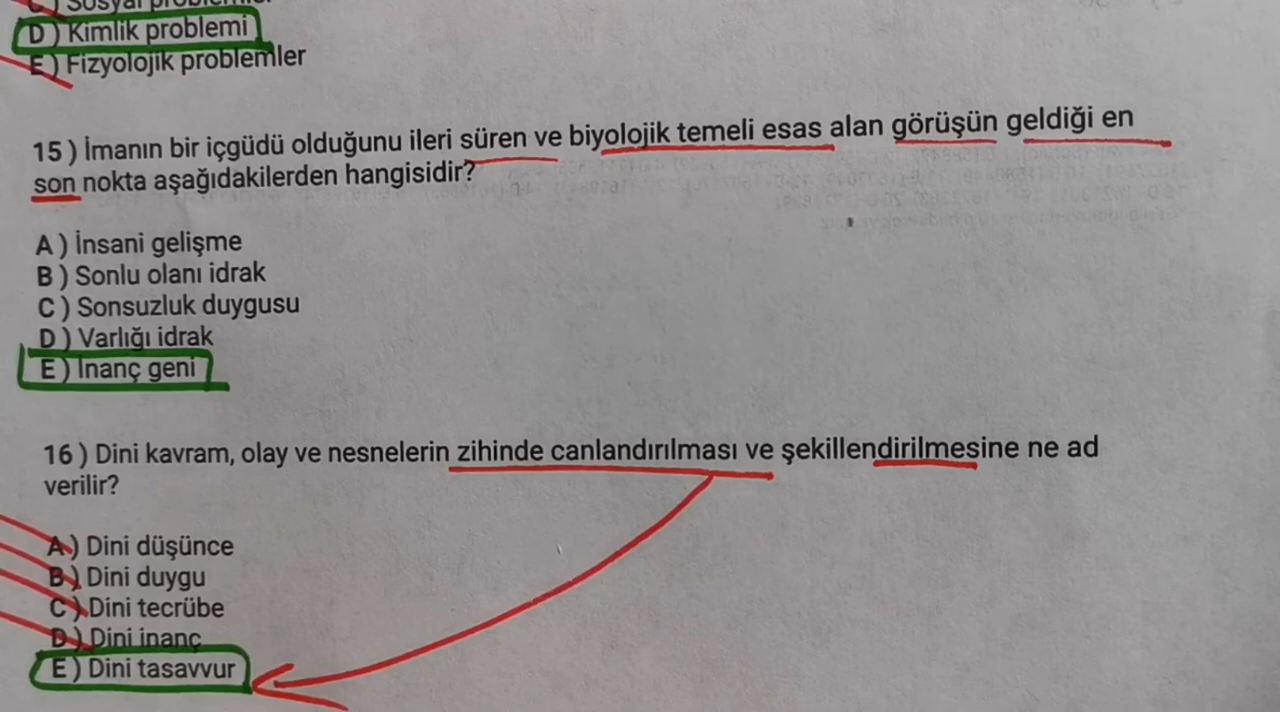 C ) Sosyal problemler
D ) Kimlik problemi
E ) Fizyolojik problemler
15 ) İmanın bir içgüdü olduğunu ileri süren ve biyolojik temeli esas alan görüşün geldiği en
son nokta aşağıdakilerden hangisidir?
A ) İnsani gelişme
B ) Sonlu olanı idrak
C ) Sonsuzluk duygusu
D ) Varlığı idrak
E ) İnanç geni
16 ) Dini kavram, olay ve nesnelerin zihinde canlandırılması ve şekillendirilmesine ne ad
verilir?
A ) Dini düşünce
B ) Dini duygu
C ) Dini tecrübe
D ) Dini inanç
E ) Dini tasavvur